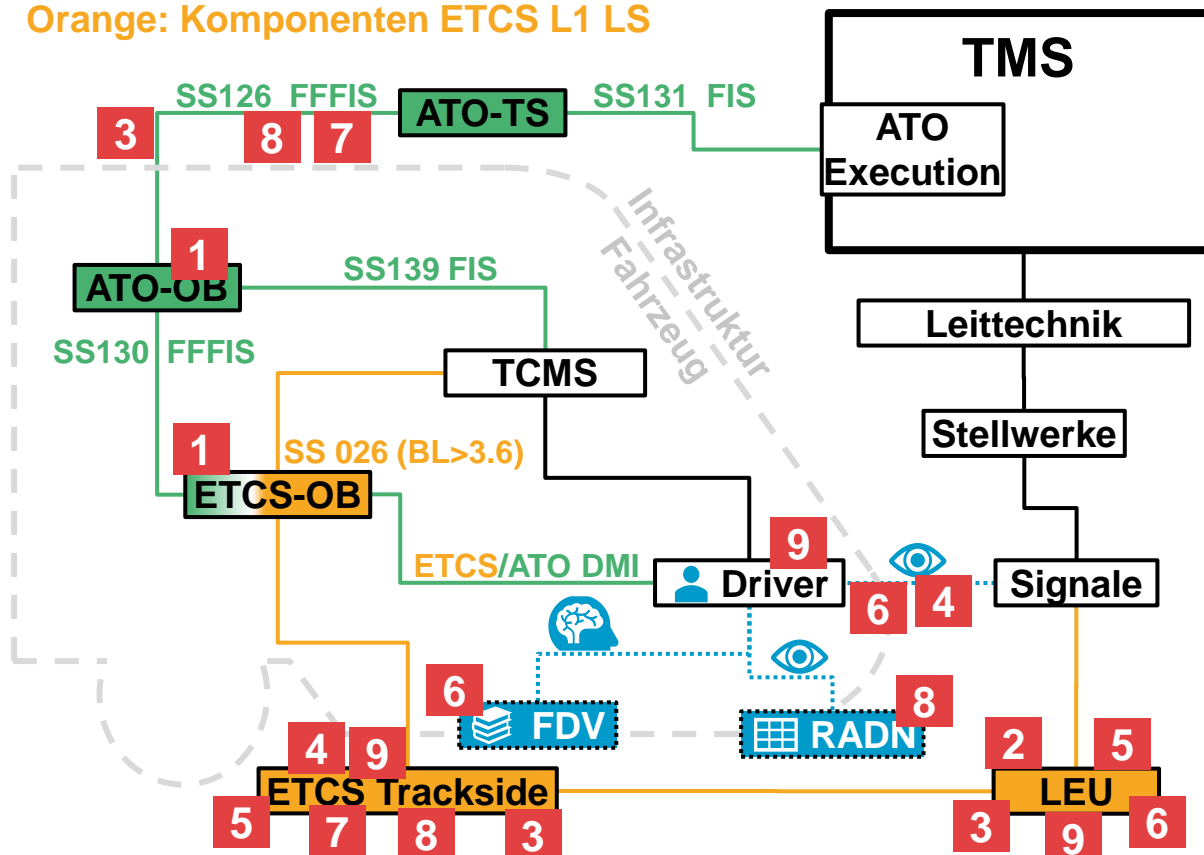 Orange: Komponenten ETCS L1 LS
TMS
SS126 FFFIS
ATO-TS
SS131 FIS
ATO
Execution
3
8
7
Infrastruktur
Fahrzeug
1
ATO-OB
SS139 FIS
SS130 FFFIS
Leittechnik
TCMS
Stellwerke
1
SS 026 (BL>3.6)
ETCS-OB
9
ETCS/ATO DMI
Driver
6
4
Signale
6
FDV
8
RADN
4
9
2
5
ETCS Trackside
LEU
5
7
8
3
3
9
6